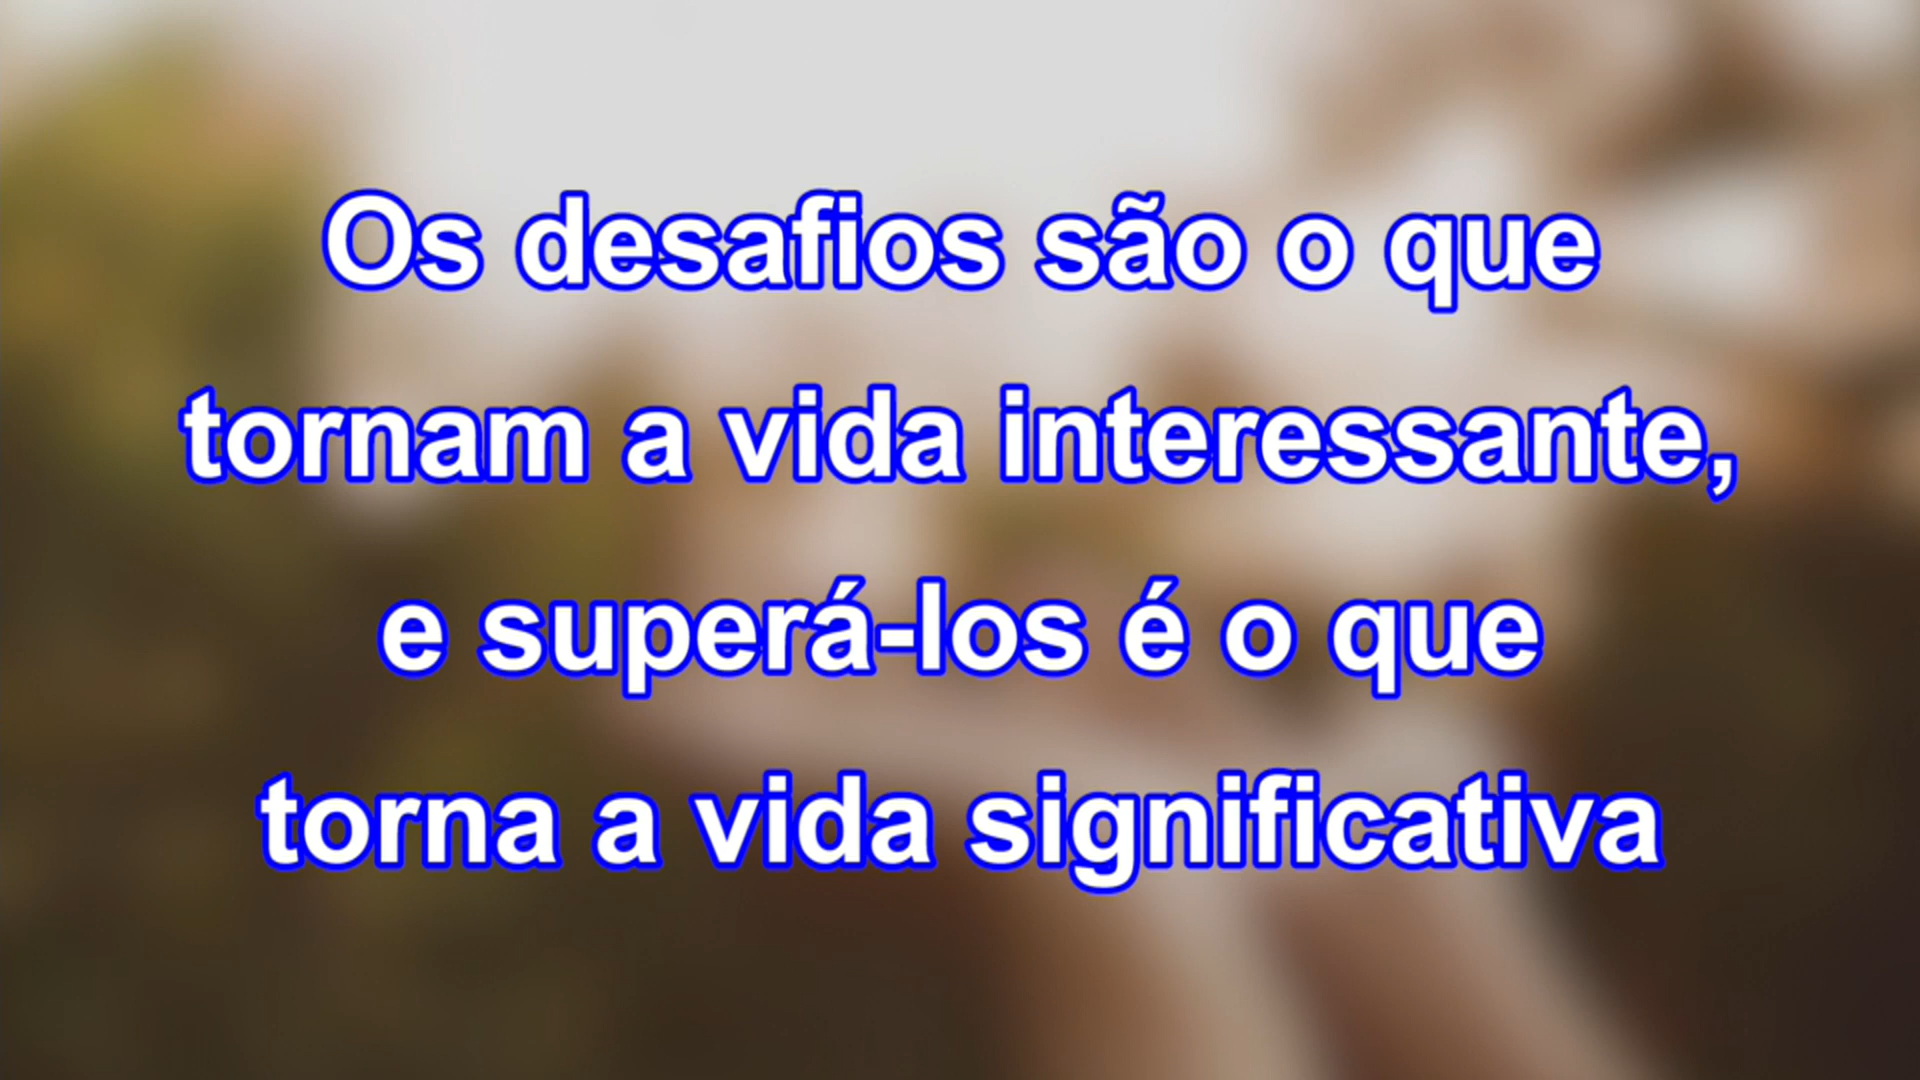 Os desafios são o que
tornam a vida interessante,
e superá-los é o que
torna a vida significativa